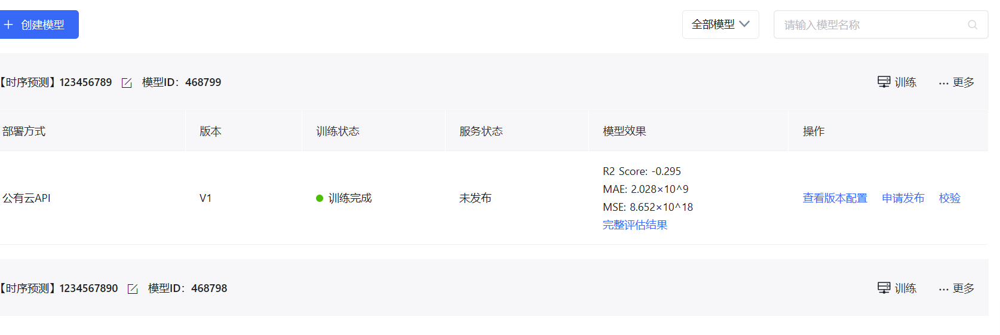 创建模型
全部模型
请输入模型名称
【时序预测】123456789 模型ID：468799
训练 ··· 更多
部署方式 版本 训练状态 服务状态 模型效果 操作
公有云API V1 训练完成 未发布
R2 Score: -0.295
MAE: 2.028×10^9
MSE: 8.652×10^18
完整评估结果
查看版本配置 申请发布 校验
【时序预测】1234567890 模型ID：468798
训练 ··· 更多